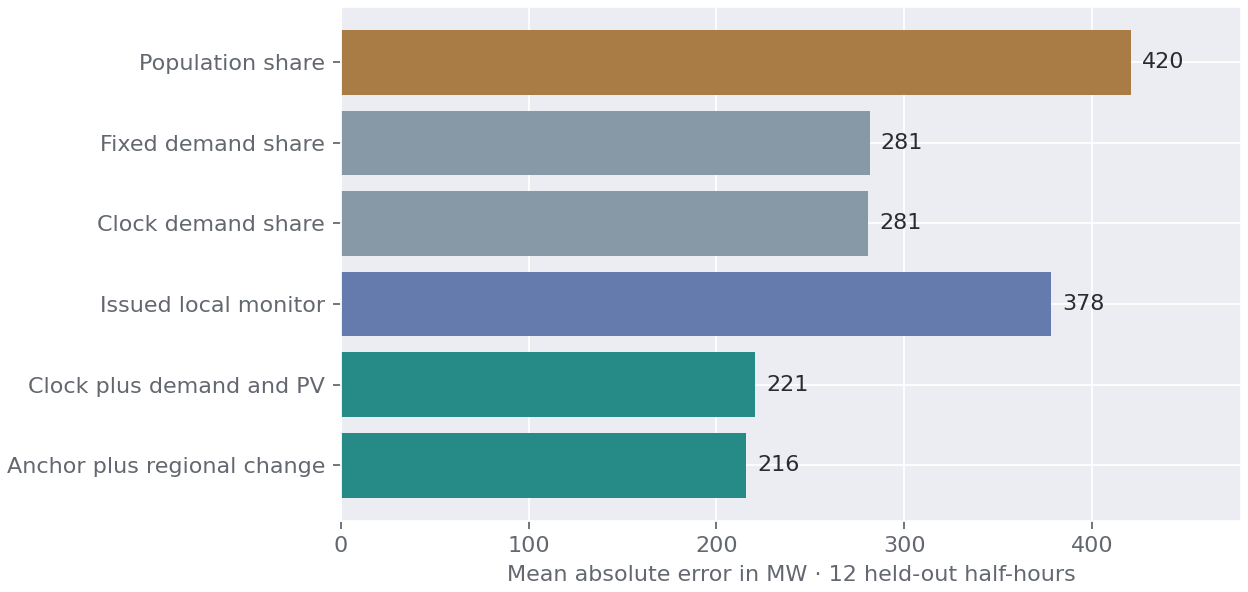 Population share 420
Fixed demand share 281
Clock demand share 281
Issued local monitor 378
Clock plus demand and PV 221
Anchor plus regional change 216
0 100 200 300 400
Mean absolute error in MW · 12 held-out half-hours